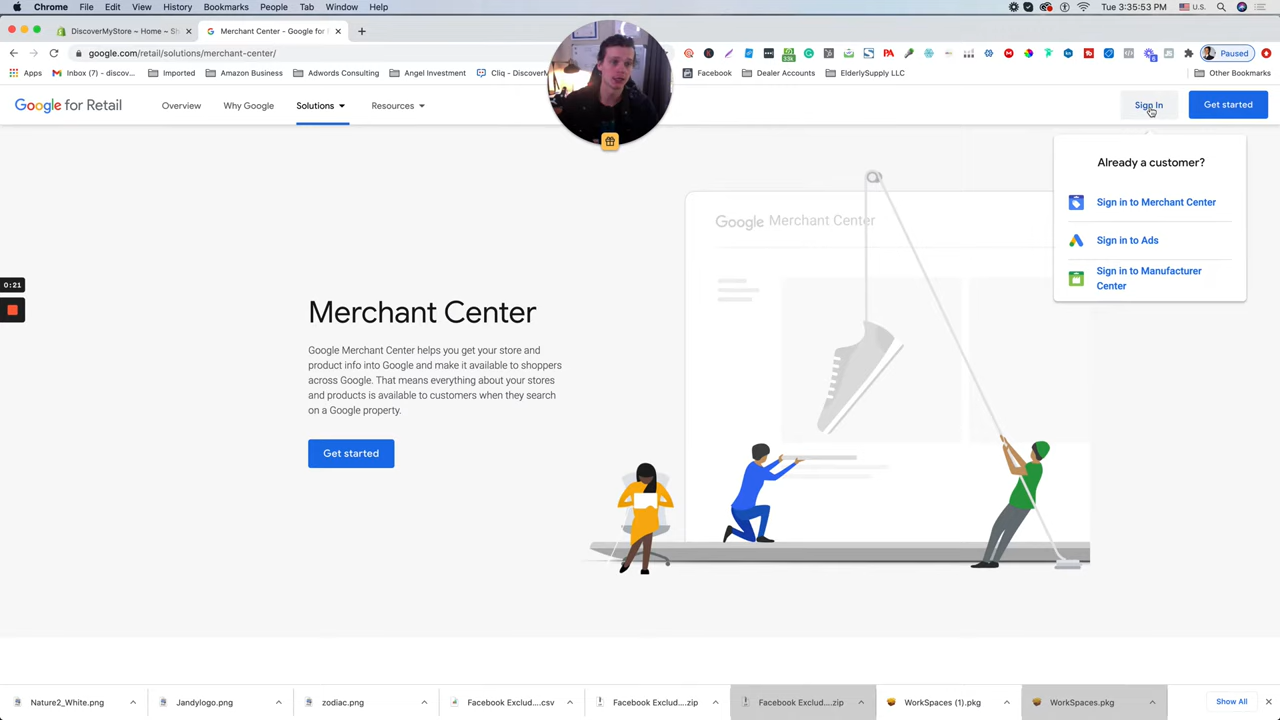 Chrome File Edit View History Bookmarks People Tab Window Help
Tue 3:35:53 PM U.S.
DiscoverMyStore ~ Home ~ S
Merchant Center - Google for
google.com/retail/solutions/merchant-center/
Paused
Apps Inbox (7) - discov... Imported Amazon Business Adwords Consulting Angel Investment Cliq - Discover Facebook Dealer Accounts ElderlySupply LLC Other Bookmarks
Google for Retail Overview Why Google Solutions Resources Sign In Get started
Already a customer?
Sign in to Merchant Center
Sign in to Ads
Sign in to Manufacturer
Center
Google Merchant Center
0:21
Merchant Center
Google Merchant Center helps you get your store and
product info into Google and make it available to shoppers
across Google. That means everything about your stores
and products is available to customers when they search
on a Google property.
Get started
Nature2_White.png Jandylogo.png zodiac.png Facebook Exclud....csv Facebook Exclud....zip Facebook Exclud....zip WorkSpaces (1).pkg WorkSpaces.pkg Show All